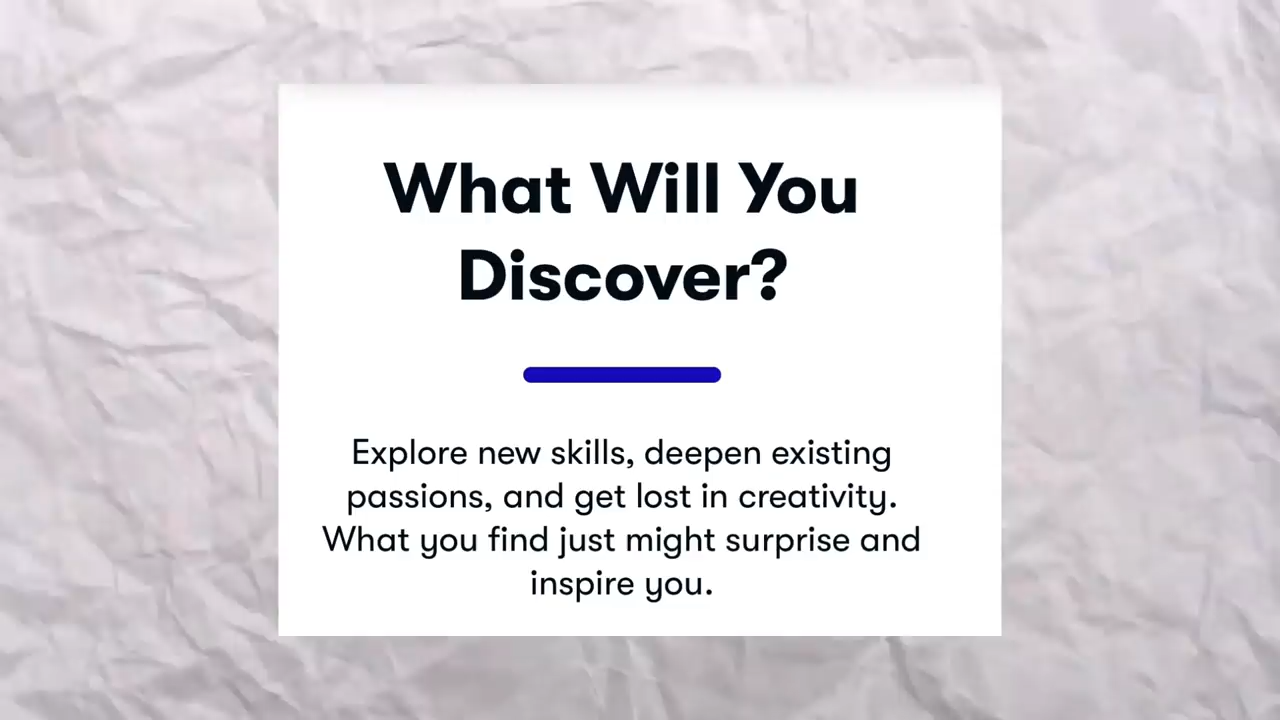 What Will You
Discover?
Explore new skills, deepen existing
passions, and get lost in creativity.
What you find just might surprise and
inspire you.